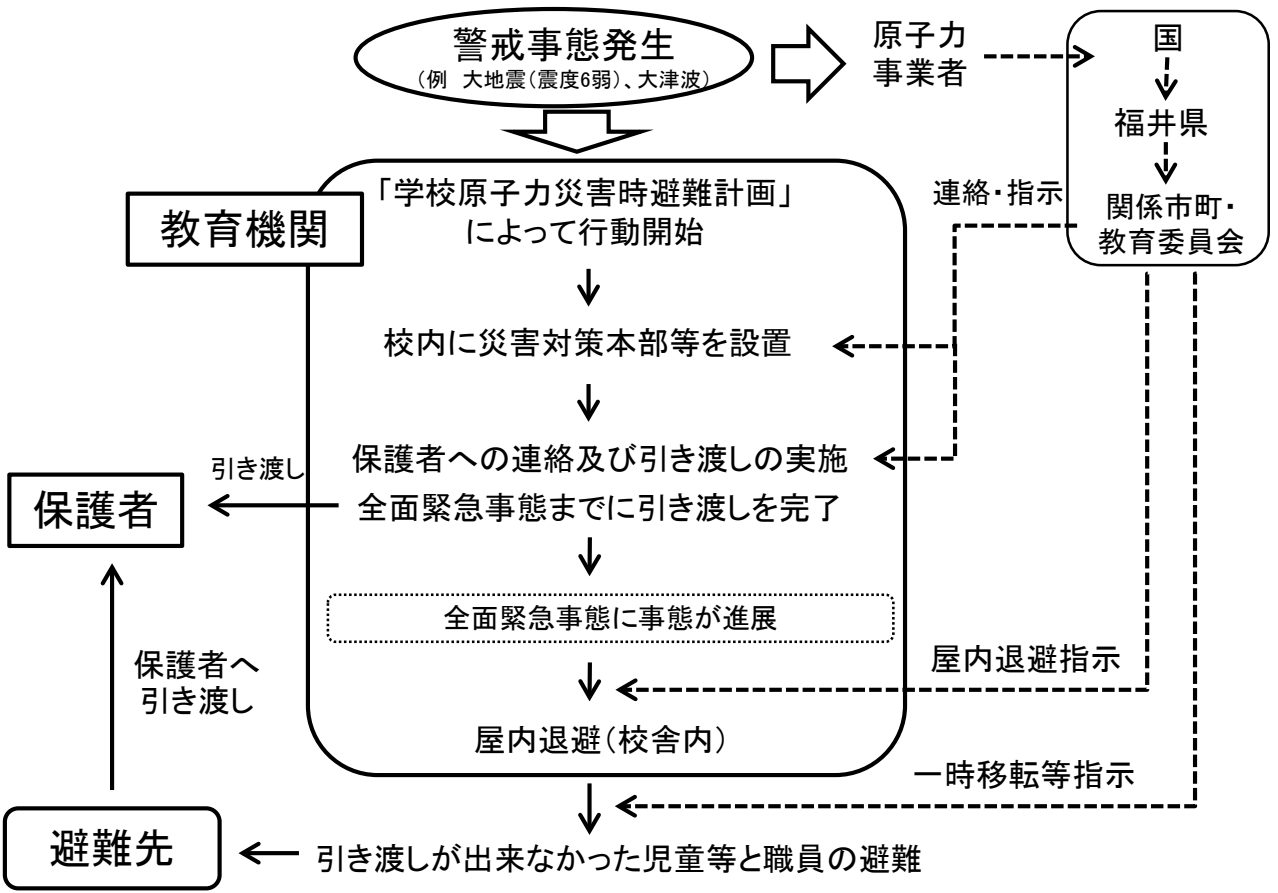 警戒事態発生
（例　大地震（震度6弱）、大津波）
原子力
事業者
国
福井県
関係市町・
教育委員会
連絡・指示
教育機関
「学校原子力災害時避難計画」
によって行動開始
校内に災害対策本部等を設置
保護者への連絡及び引き渡しの実施
全面緊急事態までに引き渡しを完了
引き渡し
保護者
全面緊急事態に事態が進展
屋内退避指示
保護者へ
引き渡し
屋内退避（校舎内）
一時移転等指示
避難先
引き渡しが出来なかった児童等と職員の避難